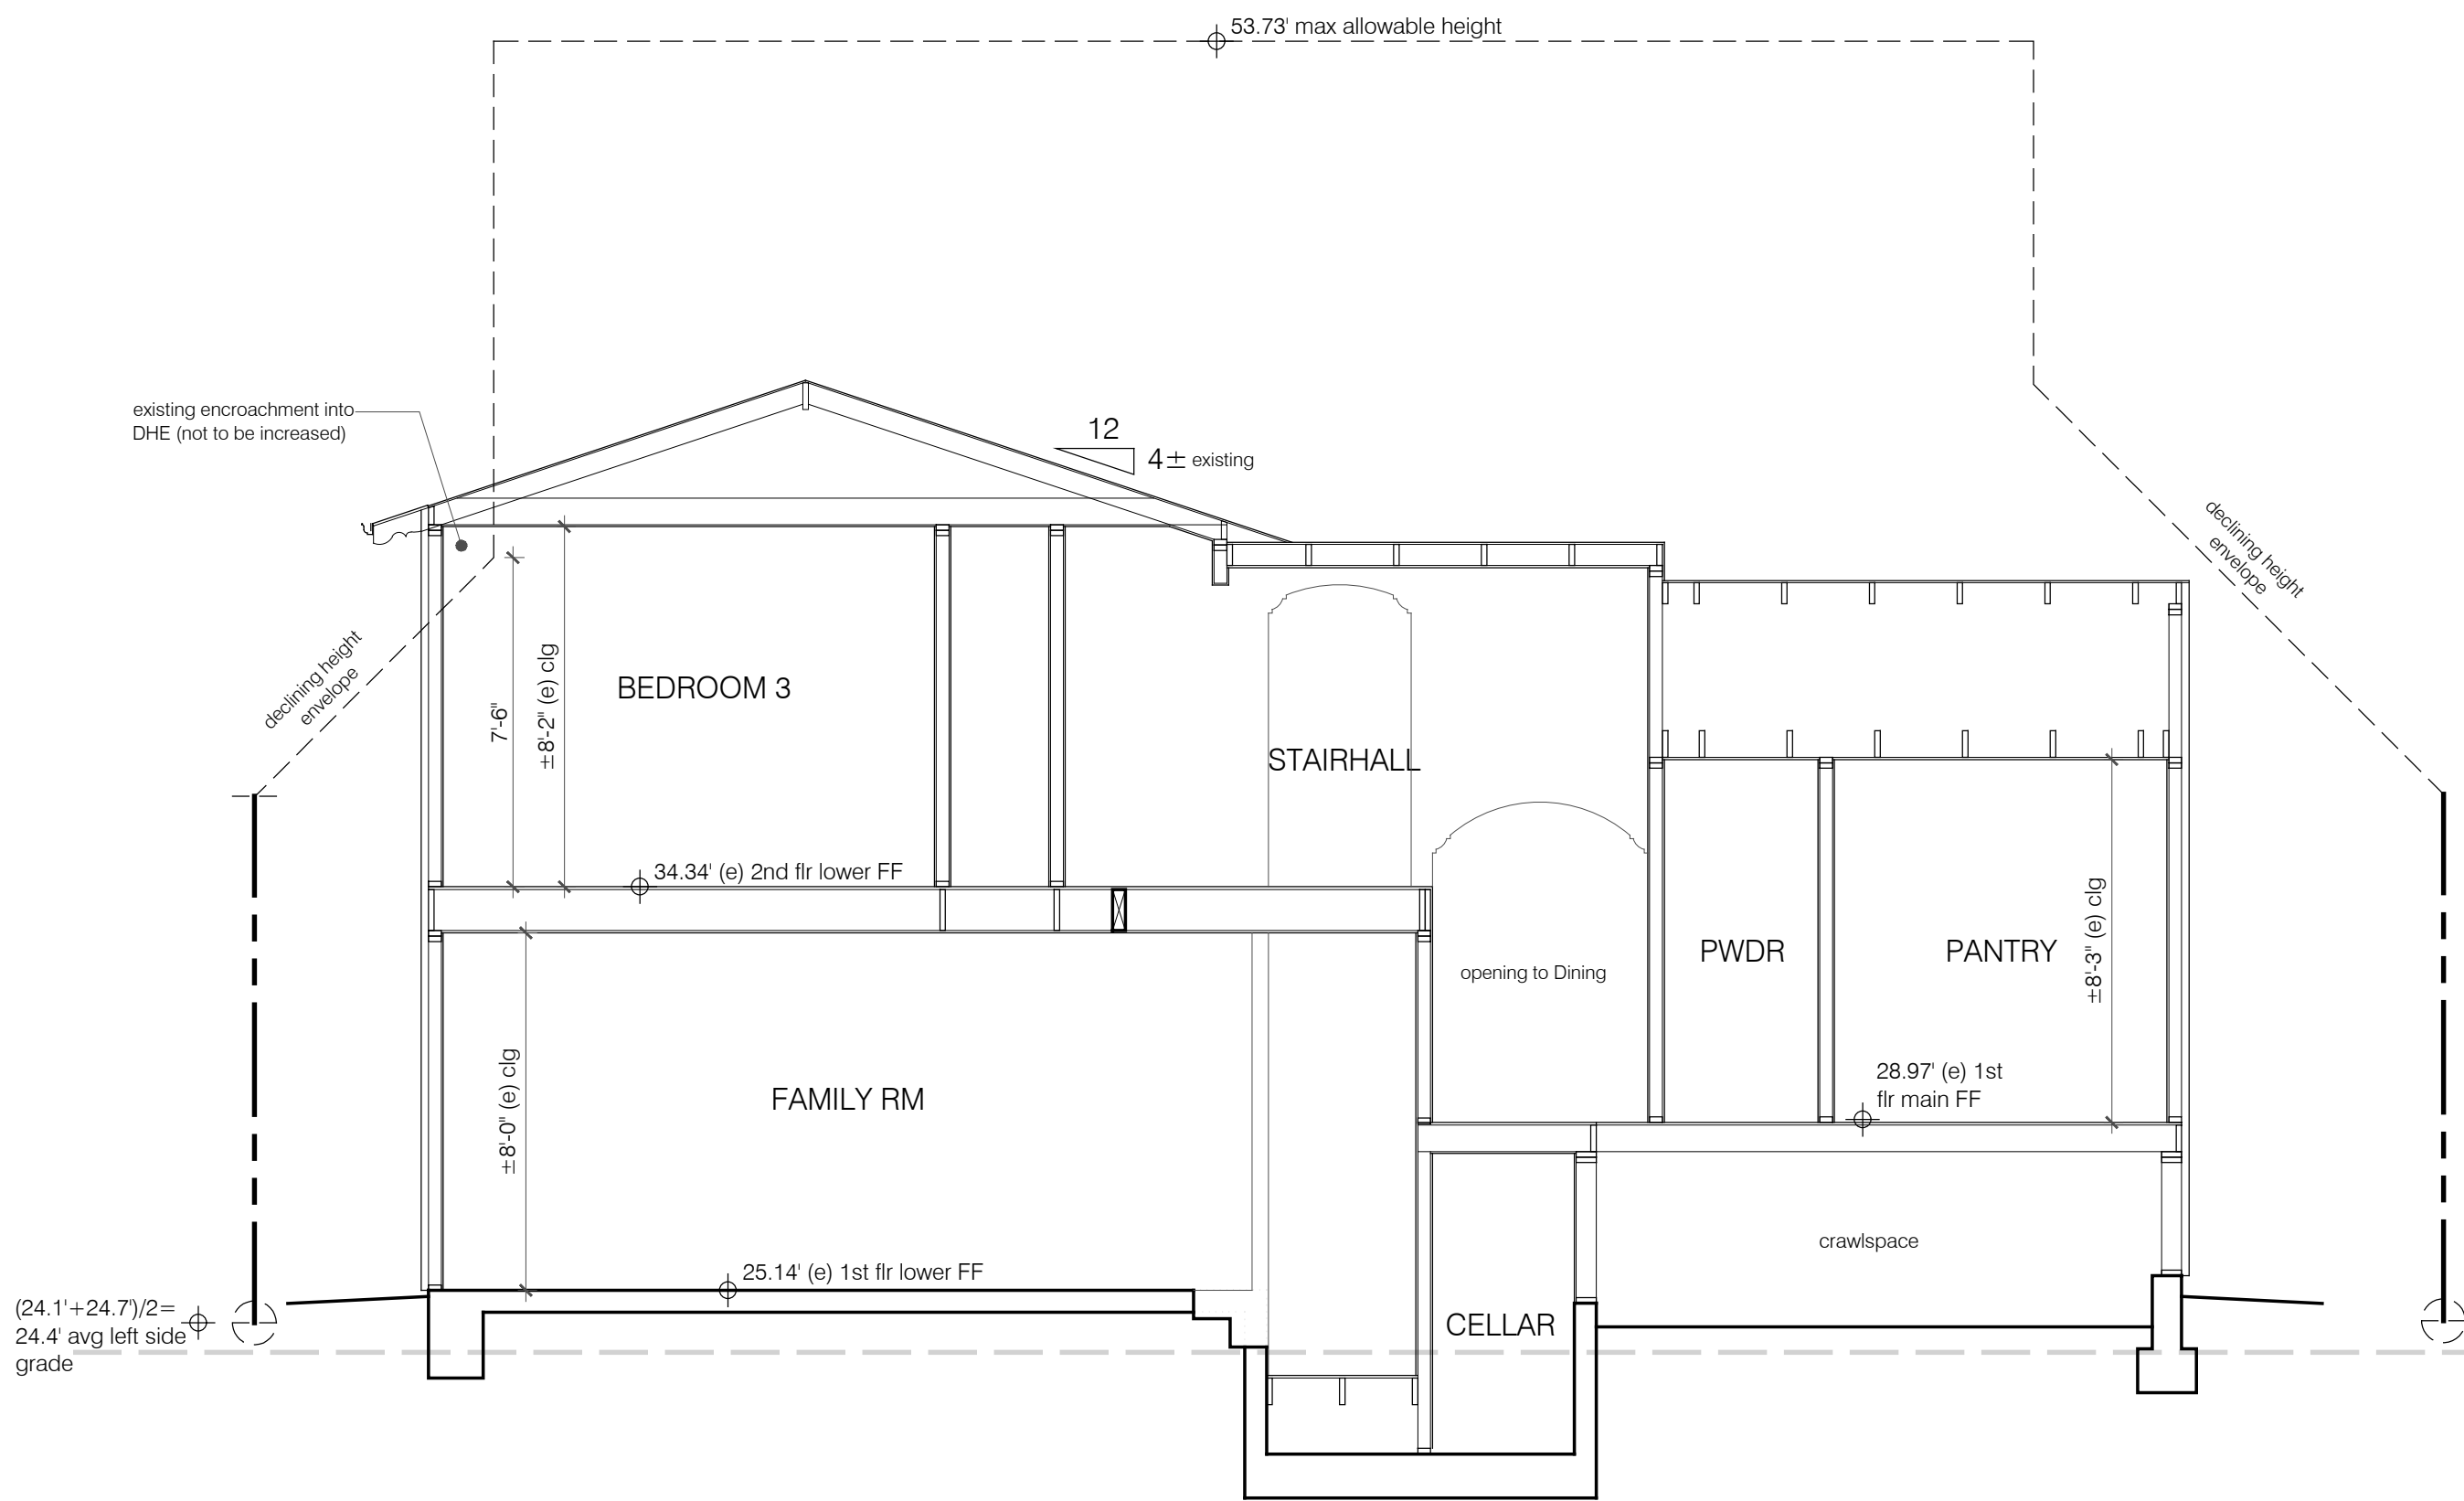 53.73' max allowable height
existing encroachment into
DHE (not to be increased)
12
4± existing
declining height
envelope
declining height
envelope
7'-6"
±8'-2" (e) clg
BEDROOM 3
STAIRHALL
34.34' (e) 2nd flr lower FF
opening to Dining
PWDR
PANTRY
±8'-3" (e) clg
28.97' (e) 1st
flr main FF
±8'-0" (e) clg
FAMILY RM
crawlspace
25.14' (e) 1st flr lower FF
CELLAR
(24.1'+24.7')/2=
24.4' avg left side
grade